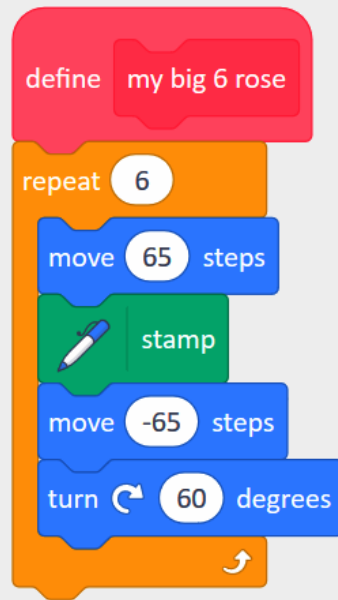 define my big 6 rose
repeat 6
move 65 steps
stamp
move -65 steps
turn 60 degrees